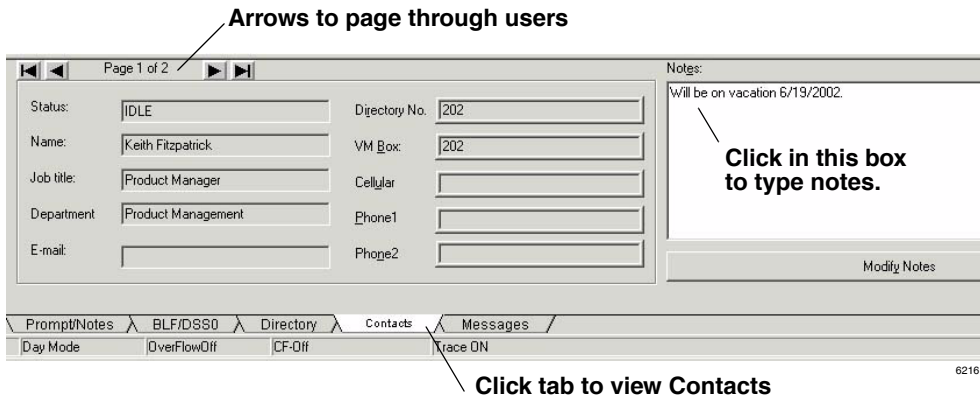 Arrows to page through users
Page 1 of 2
Notes:
Will be on vacation 6/19/2002.
Click in this box
to type notes.
Status: IDLE
Directory No. 202
Name: Keith Fitzpatrick
VM Box: 202
Job title: Product Manager
Cellular
Department Product Management
Phone1
E-mail:
Phone2
Modify Notes
Prompt/Notes BLF/DSS0 Directory Contacts Messages
Day Mode OverFlowOff CF-Off Trace ON
6216
Click tab to view Contacts